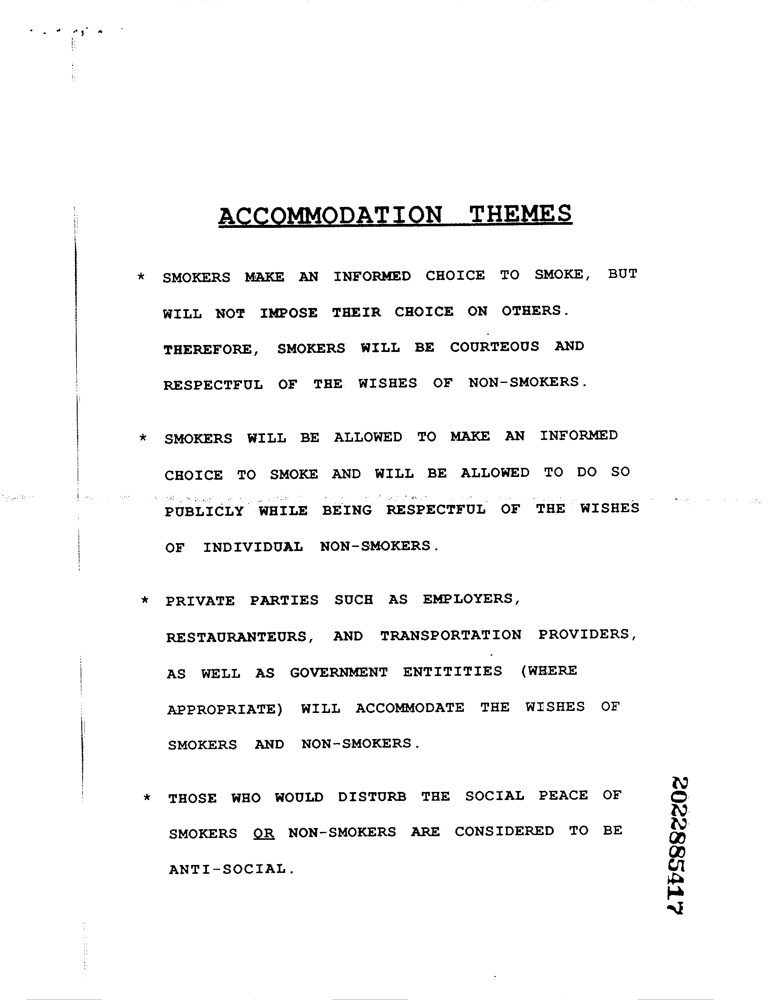 ACCOMMODATION THEMES
* SMOKERS MAKE AN INFORMED CHOICE TO SMOKE, BUT
WILL NOT IMPOSE THEIR CHOICE ON OTHERS.
THEREFORE, SMOKERS WILL BE COURTEOUS AND
RESPECTFUL OF THE WISHES OF NON-SMOKERS.
* SMOKERS WILL BE ALLOWED TO MAKE AN INFORMED
CHOICE TO SMOKE AND WILL BE ALLOWED TO DO SO
PUBLICLY WHILE BEING RESPECTFUL OF THE WISHES
OF INDIVIDUAL NON-SMOKERS.
* PRIVATE PARTIES SUCH AS EMPLOYERS,
RESTAURANTEURS, AND TRANSPORTATION PROVIDERS,
AS WELL AS GOVERNMENT ENTITITIES (WHERE
APPROPRIATE) WILL ACCOMMODATE THE WISHES OF
SMOKERS AND NON-SMOKERS.
* THOSE WHO WOULD DISTURB THE SOCIAL PEACE OF
SMOKERS OR NON-SMOKERS ARE CONSIDERED TO BE
ANTI-SOCIAL.
2022885417